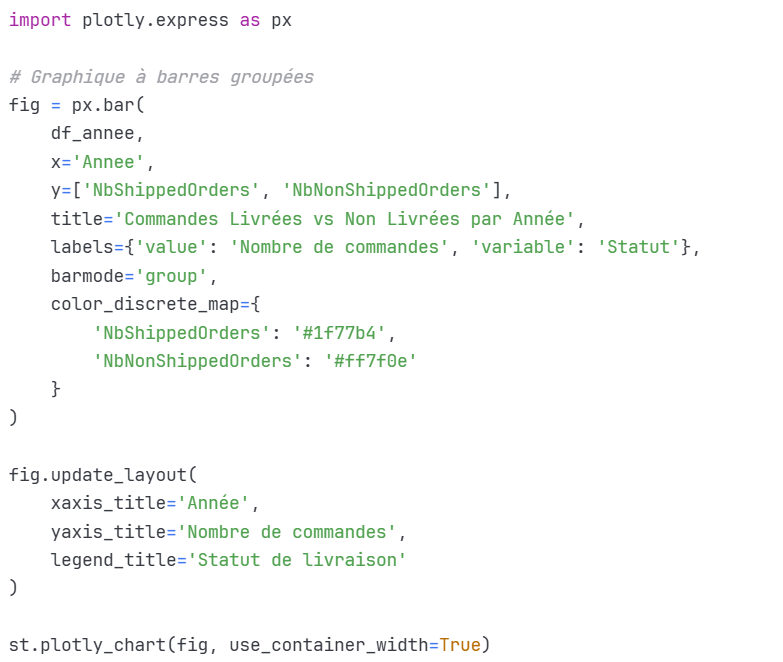 import plotly.express as px
# Graphique à barres groupées
fig = px.bar(
    df_annee,
    x='Annee',
    y=['NbShippedOrders', 'NbNonShippedOrders'],
    title='Commandes Livrées vs Non Livrées par Année',
    labels={'value': 'Nombre de commandes', 'variable': 'Statut'},
    barmode='group',
    color_discrete_map={
        'NbShippedOrders': '#1f77b4',
        'NbNonShippedOrders': '#ff7f0e'
    }
)
fig.update_layout(
    xaxis_title='Année',
    yaxis_title='Nombre de commandes',
    legend_title='Statut de livraison'
)
st.plotly_chart(fig, use_container_width=True)